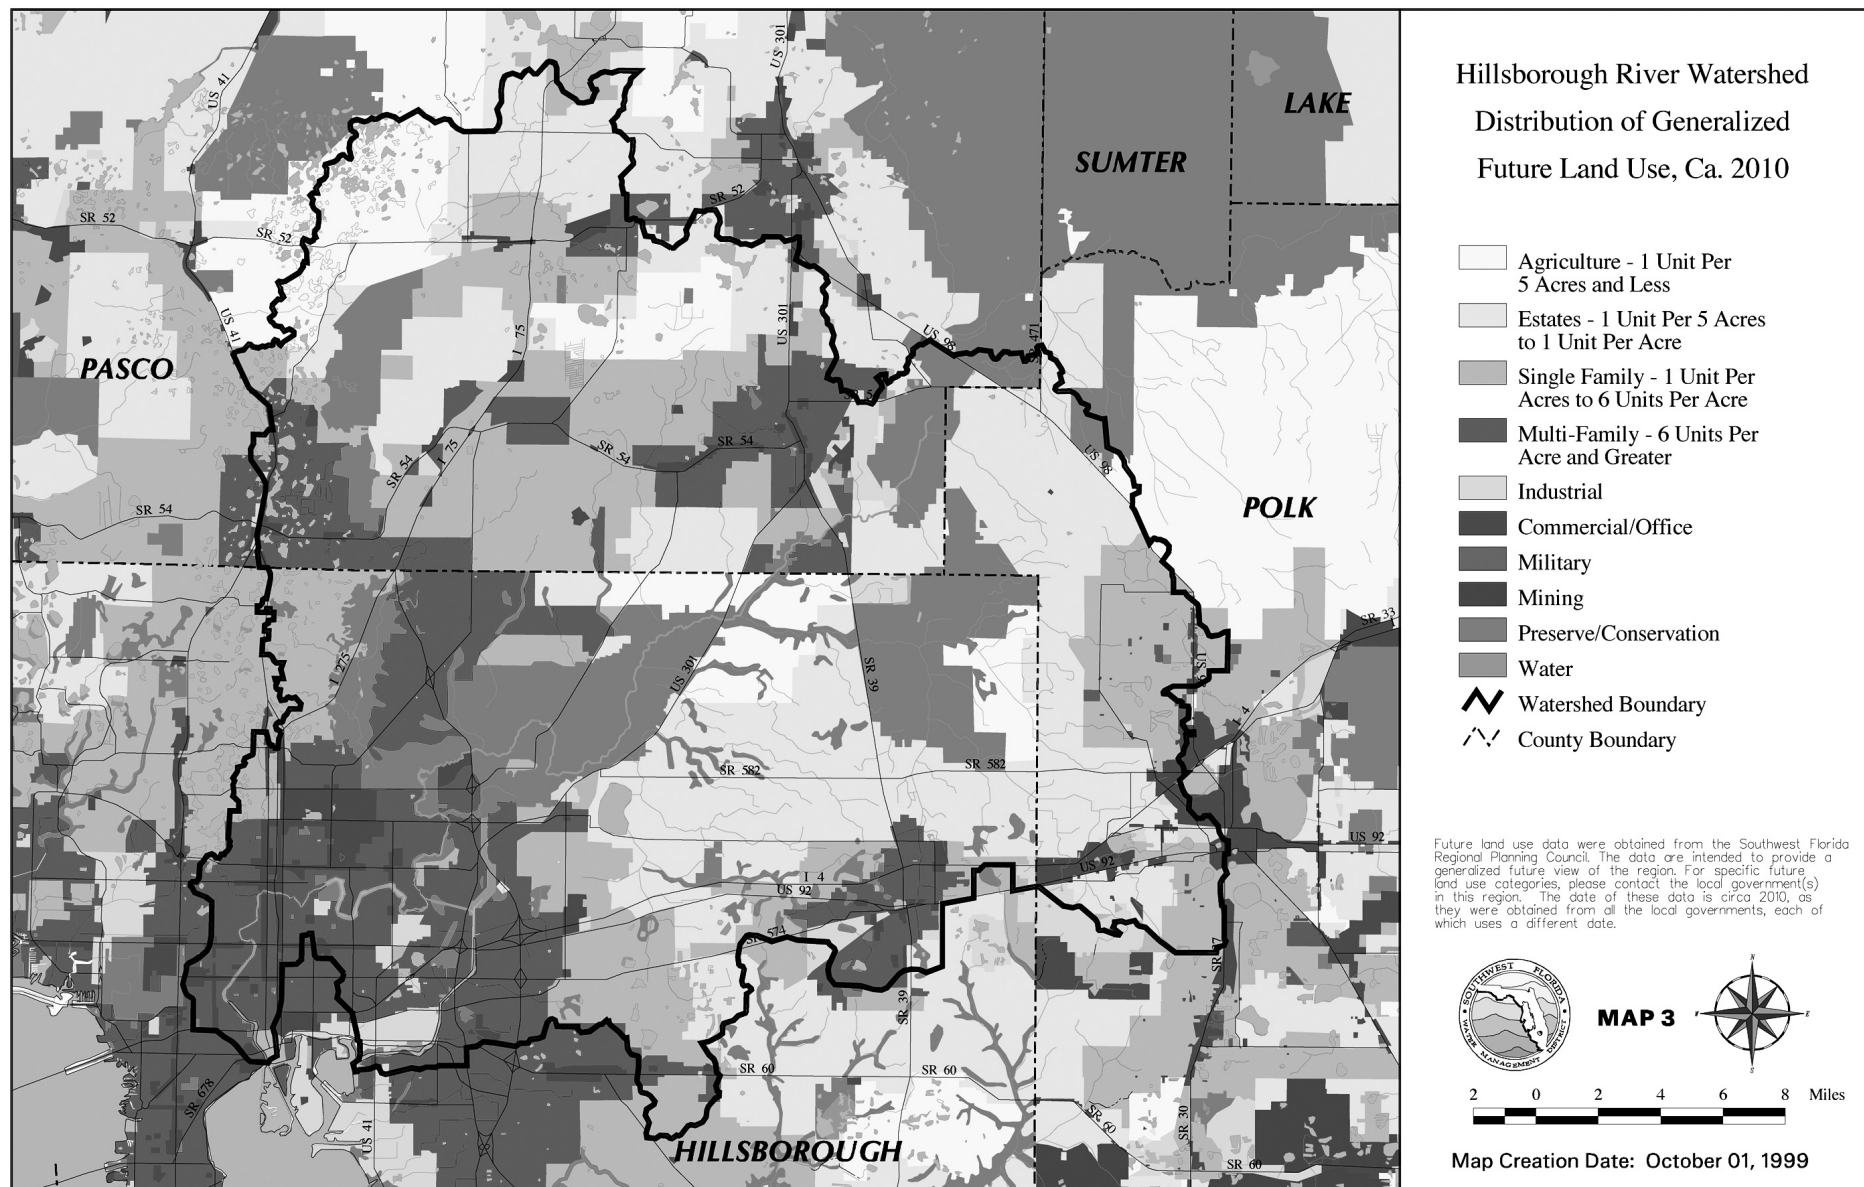 Hillsborough River Watershed
Distribution of Generalized
Future Land Use, Ca. 2010
Agriculture - 1 Unit Per
5 Acres and Less
Estates - 1 Unit Per 5 Acres
to 1 Unit Per Acre
Single Family - 1 Unit Per
Acres to 6 Units Per Acre
Multi-Family - 6 Units Per
Acre and Greater
Industrial
Commercial/Office
Military
Mining
Preserve/Conservation
Water
Watershed Boundary
County Boundary
Future land use data were obtained from the Southwest Florida
Regional Planning Council. The data are intended to provide a
generalized future view of the region. For specific future
land use categories, please contact the local government(s)
in this region. The date of these data is circa 2010, as
they were obtained from all the local governments, each of
which uses a different date.
SOUTHWEST FLORIDA
WATER MANAGEMENT DISTRICT
MAP 3
N
W
E
S
2 0 2 4 6 8 Miles
Map Creation Date: October 01, 1999
US 301
US 41
LAKE
SUMTER
SR 52
SR 52
SR 52
US 41
US 301
I 75
US 98
SR 471
PASCO
SR 54
I 75
SR 54
SR 54
US 98
SR 54
POLK
SR 33
I 275
US 301
SR 39
I 4
SR 582
SR 582
US 92
US 92
I 4
US 92
SR 574
SR 39
SR 60
SR 60
SR 678
US 41
SR 60
SR 30
SR 60
HILLSBOROUGH